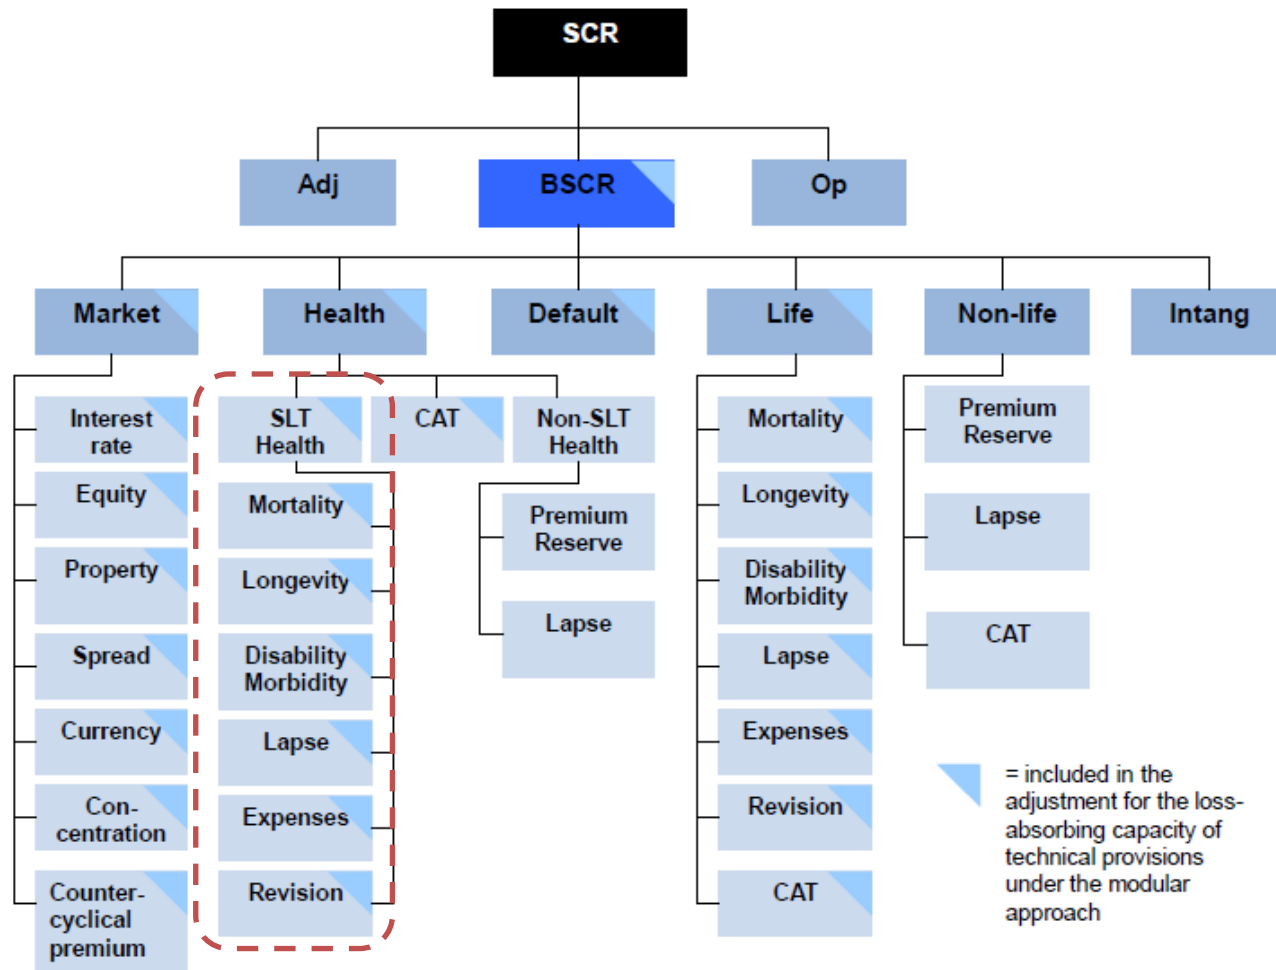 SCR
Adj
BSCR
Op
Market
Health
Default
Life
Non-life
Intang
Interest
rate
Equity
Property
Spread
Currency
Con-
centration
Counter-
cyclical
premium
SLT
Health
Mortality
Longevity
Disability
Morbidity
Lapse
Expenses
Revision
CAT
Non-SLT
Health
Premium
Reserve
Lapse
Mortality
Longevity
Disability
Morbidity
Lapse
Expenses
Revision
CAT
Premium
Reserve
Lapse
CAT
= included in the
adjustment for the loss-
absorbing capacity of
technical provisions
under the modular
approach